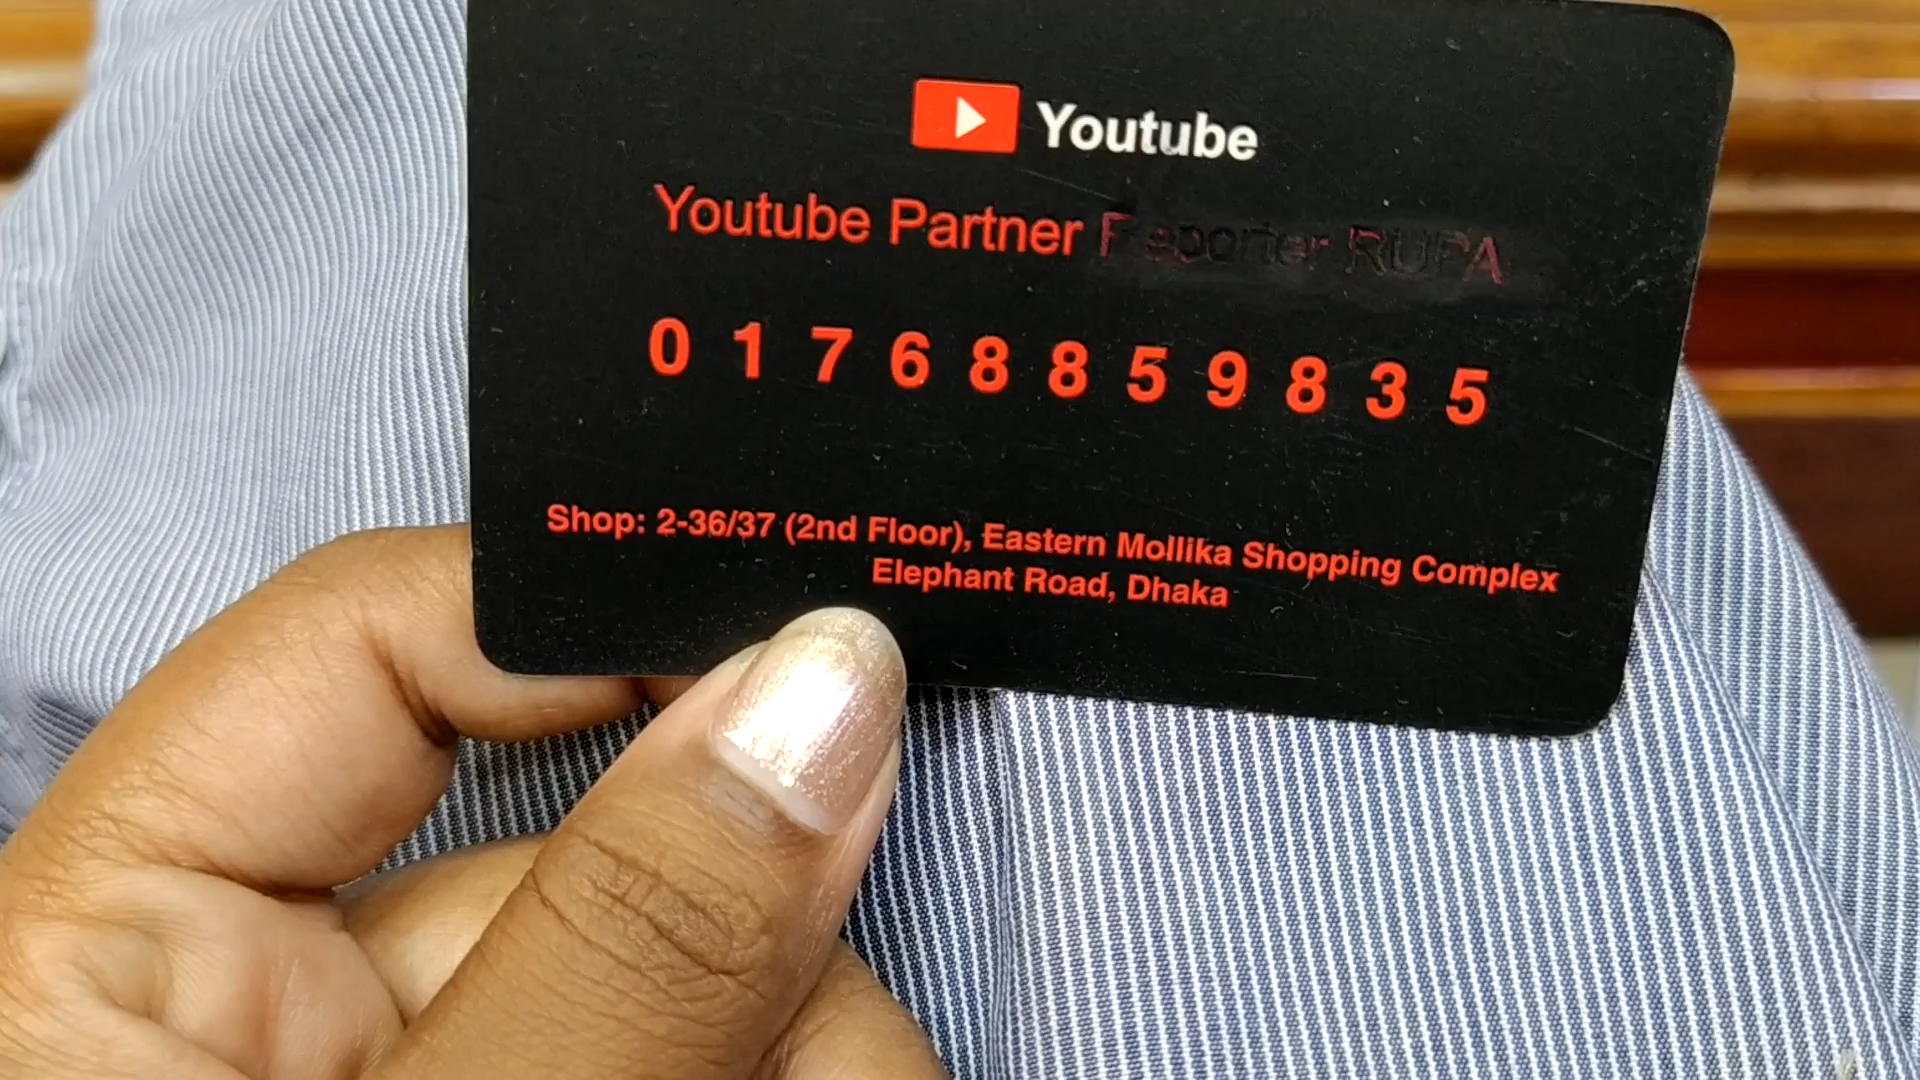 Youtube
Youtube Partner Reporter RUPA
0 1 7 6 8 8 5 9 8 3 5
Shop: 2-36/37 (2nd Floor), Eastern Mollika Shopping Complex
Elephant Road, Dhaka